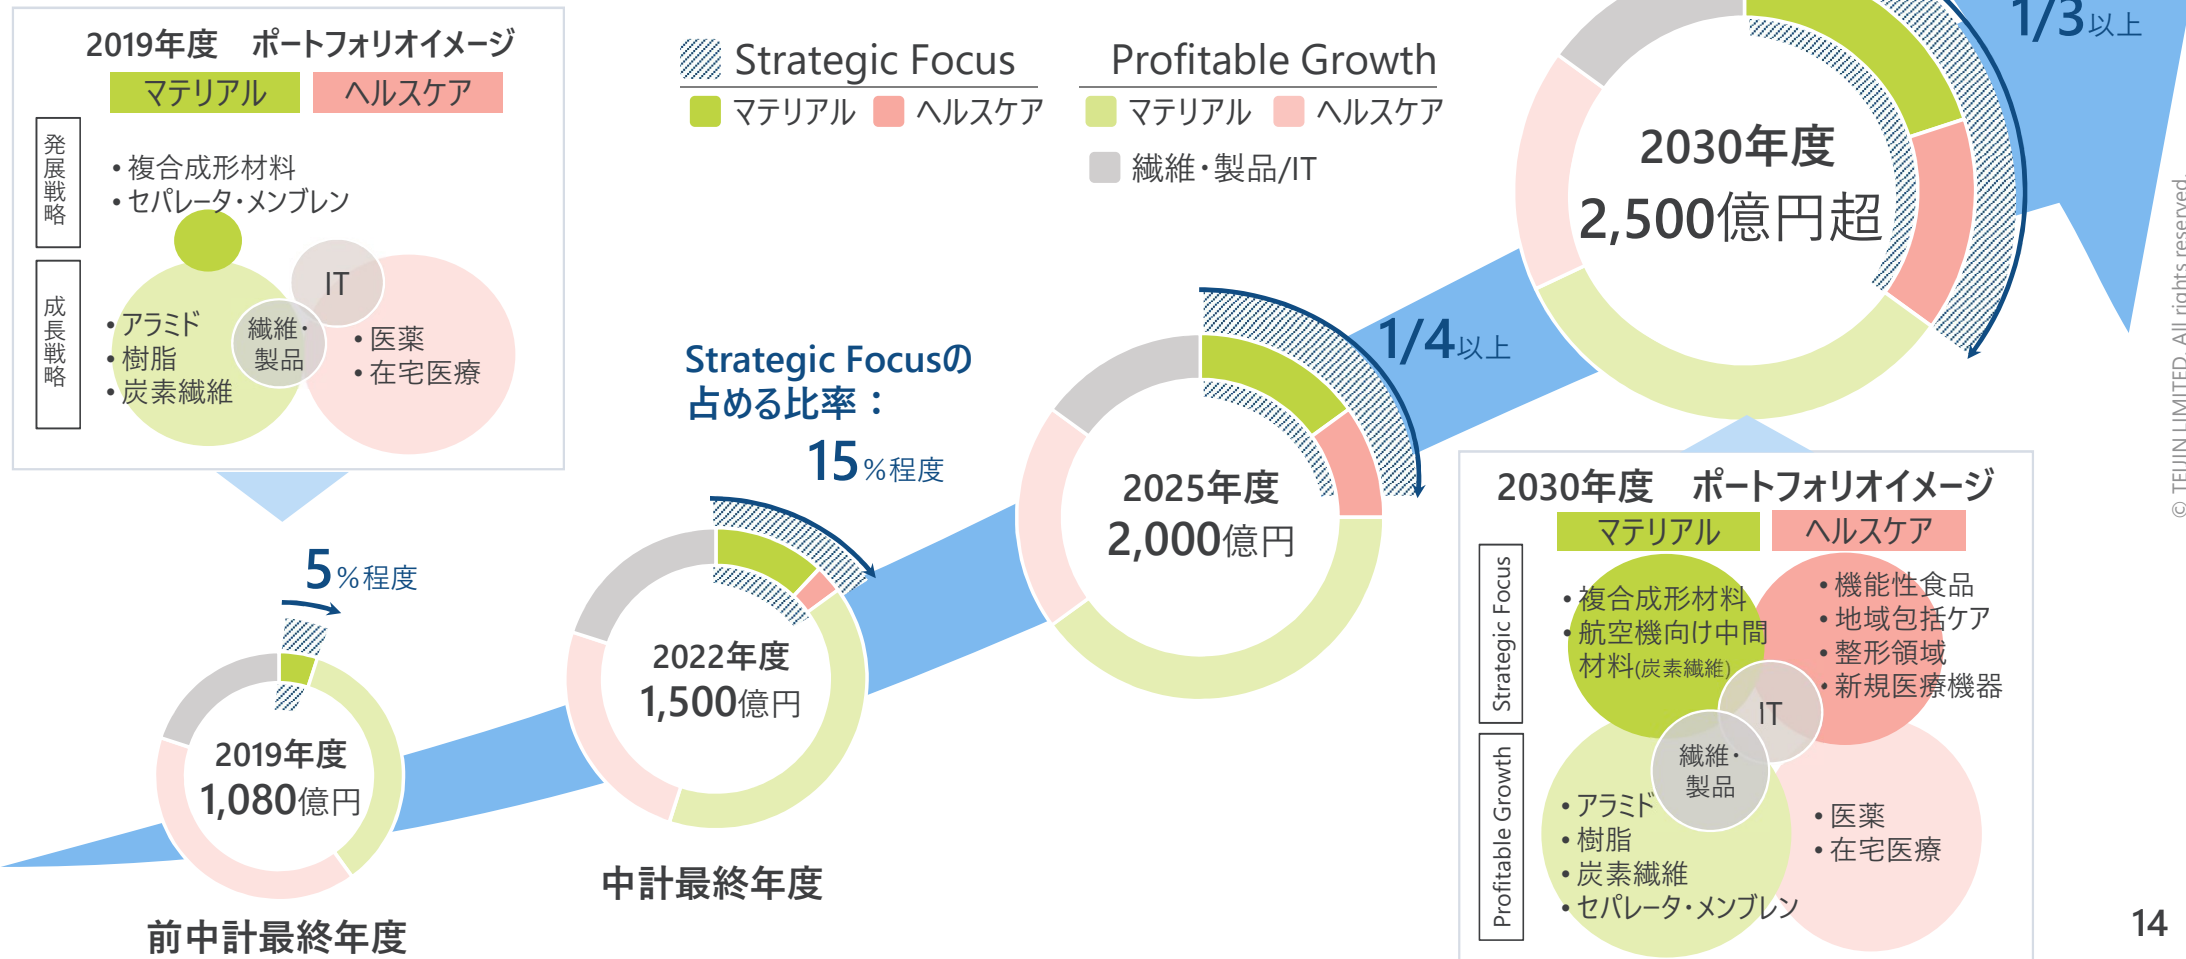 2019年度 ポートフォリオイメージ
マテリアル ヘルスケア
発展戦略
・複合成形材料
・セパレータ・メンブレン
成長戦略
IT
繊維・
製品
・アラミド
・樹脂
・炭素繊維
・医薬
・在宅医療
Strategic Focus
マテリアル ヘルスケア
Profitable Growth
マテリアル ヘルスケア
繊維・製品/IT
Strategic Focusの
占める比率：
5%程度
15%程度
1/4以上
1/3以上
2019年度
1,080億円
前中計最終年度
2022年度
1,500億円
中計最終年度
2025年度
2,000億円
2030年度
2,500億円超
2030年度 ポートフォリオイメージ
マテリアル ヘルスケア
Strategic Focus
・複合成形材料
・航空機向け中間
材料(炭素繊維)
・機能性食品
・地域包括ケア
・整形領域
・新規医療機器
IT
繊維・
製品
Profitable Growth
・アラミド
・樹脂
・炭素繊維
・セパレータ・メンブレン
・医薬
・在宅医療
© TEIJIN LIMITED. All rights reserved.
14